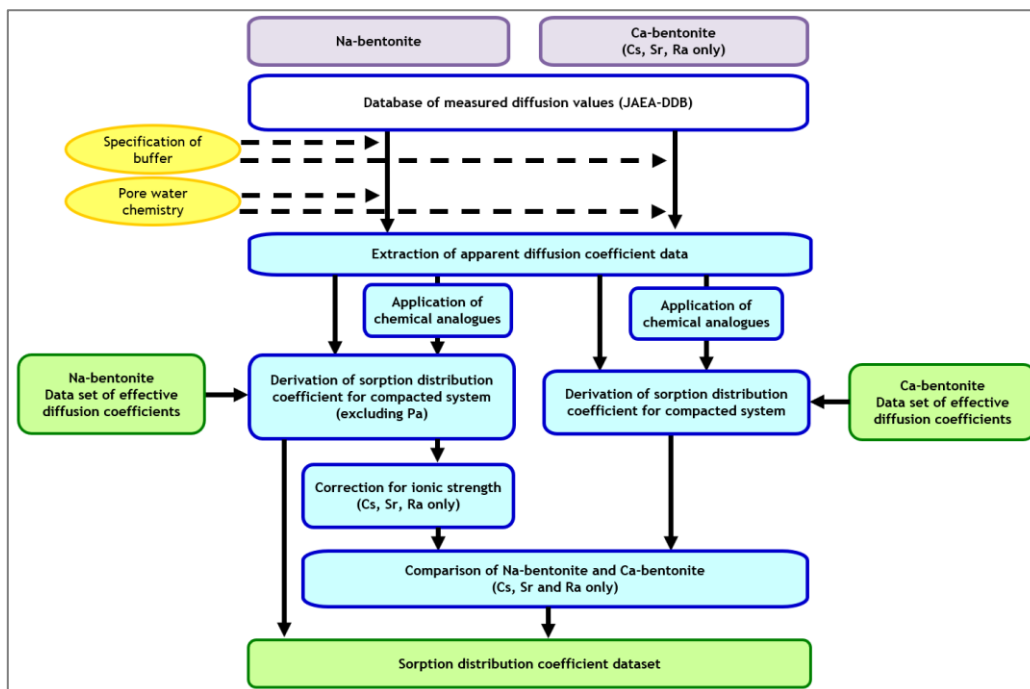 Na-bentonite
Ca-bentonite
(Cs, Sr, Ra only)
Database of measured diffusion values (JAEA-DDB)
Specification of
buffer
Pore water
chemistry
Extraction of apparent diffusion coefficient data
Application of
chemical analogues
Application of
chemical analogues
Na-bentonite
Data set of effective
diffusion coefficients
Derivation of sorption distribution
coefficient for compacted system
(excluding Pa)
Derivation of sorption distribution
coefficient for compacted system
Ca-bentonite
Data set of effective
diffusion coefficients
Correction for ionic strength
(Cs, Sr, Ra only)
Comparison of Na-bentonite and Ca-bentonite
(Cs, Sr and Ra only)
Sorption distribution coefficient dataset